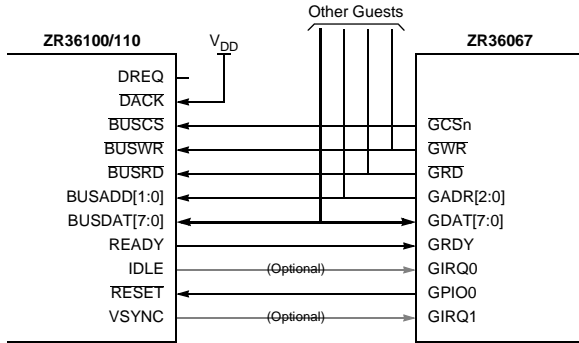 Other Guests
ZR36100/110
V_DD
ZR36067
DREQ
DACK
BUSCS
GCSn
BUSWR
GWR
BUSRD
GRD
BUSADD[1:0]
GADR[2:0]
BUSDAT[7:0]
GDAT[7:0]
READY
GRDY
IDLE
(Optional)
GIRQ0
RESET
GPIO0
VSYNC
(Optional)
GIRQ1